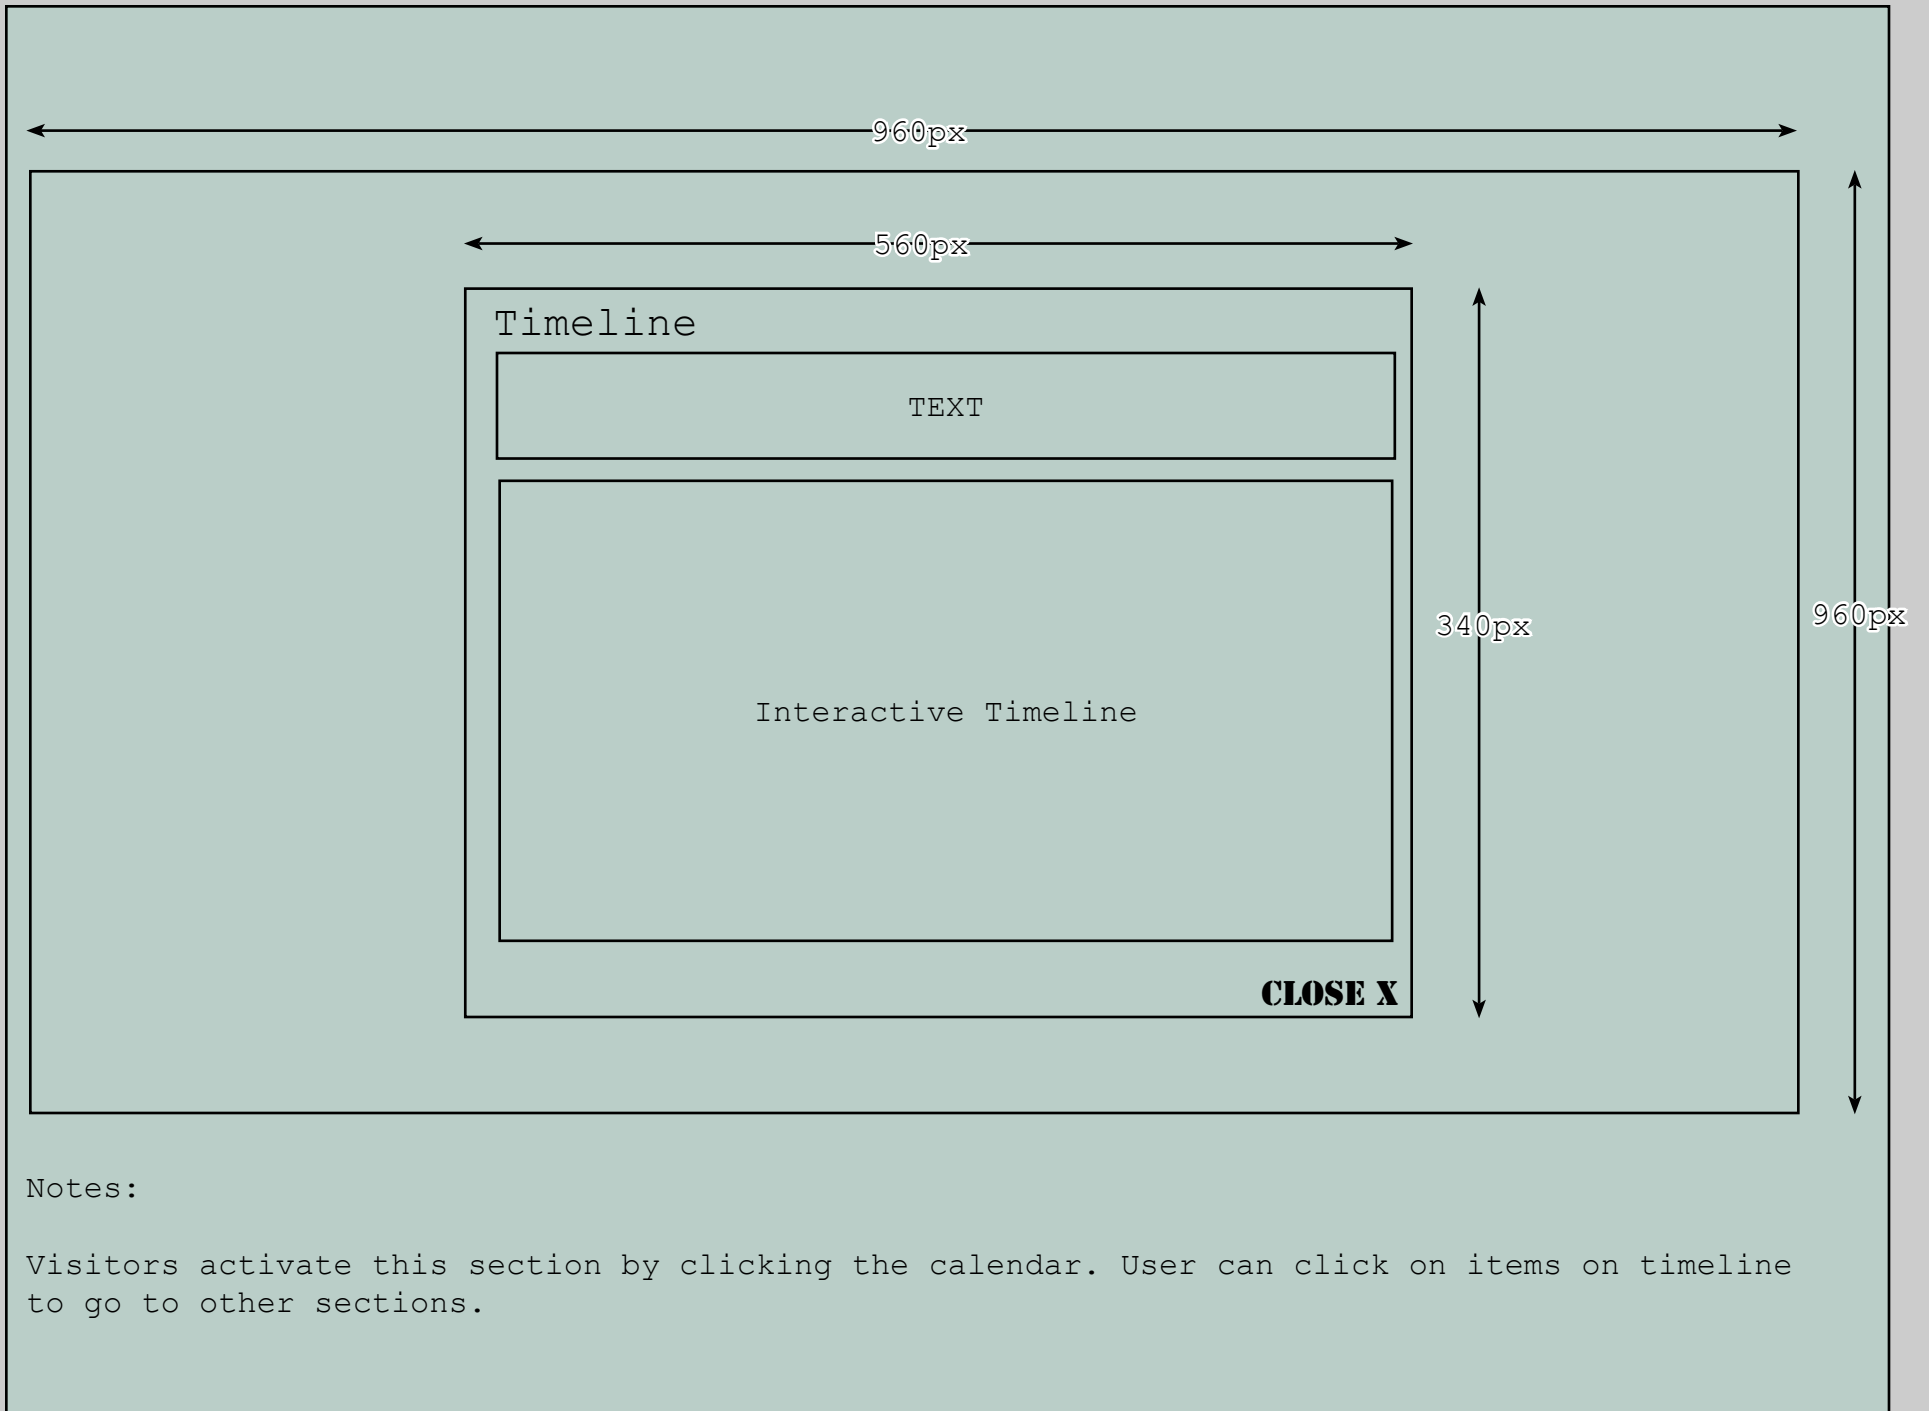 960px
560px
Timeline
TEXT
340px
960px
Interactive Timeline
CLOSE X
Notes:
Visitors activate this section by clicking the calendar. User can click on items on timeline
to go to other sections.